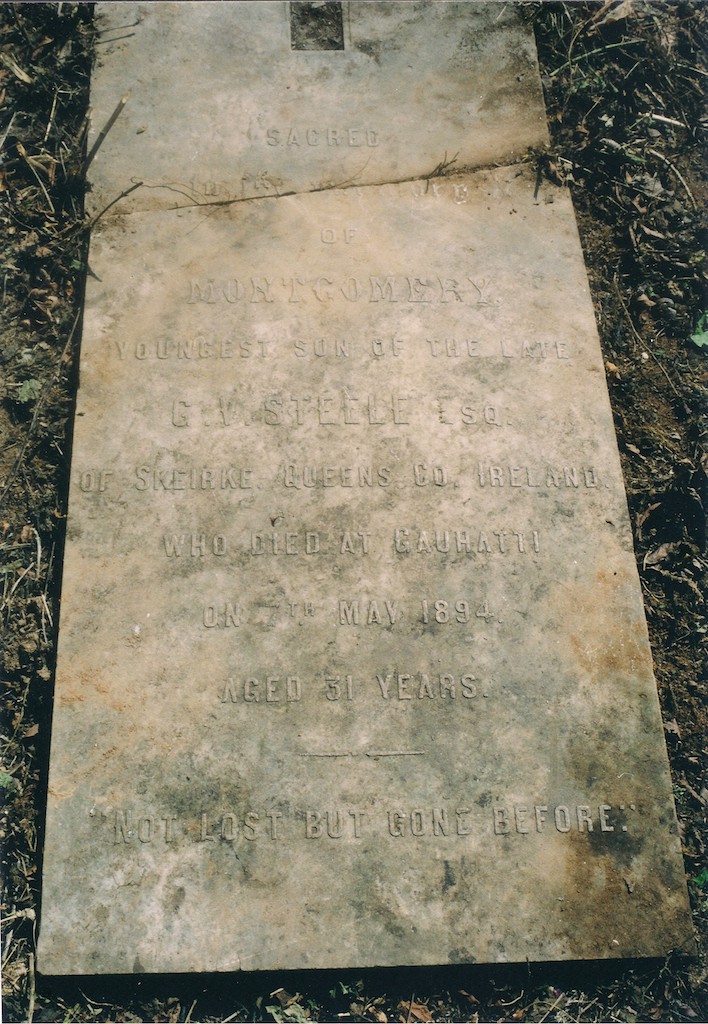 SACRED
OF
MONTGOMERY
YOUNGEST SON OF THE LATE
G. V. STEELE ESQ.
OF SKEIRKE, QUEENS CO. IRELAND.
WHO DIED AT GAUHATTI
ON 7TH MAY 1894.
AGED 31 YEARS.
"NOT LOST BUT GONE BEFORE."